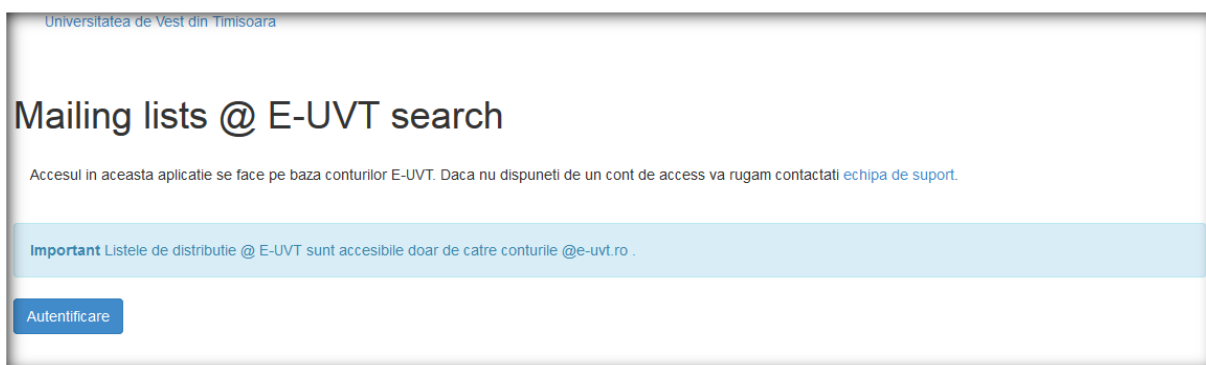 Universitatea de Vest din Timisoara
Mailing lists @ E-UVT search
Accesul in aceasta aplicatie se face pe baza conturilor E-UVT. Daca nu dispuneti de un cont de access va rugam contactati echipa de suport.
Important Listele de distributie @ E-UVT sunt accesibile doar de catre conturile @e-uvt.ro .
Autentificare